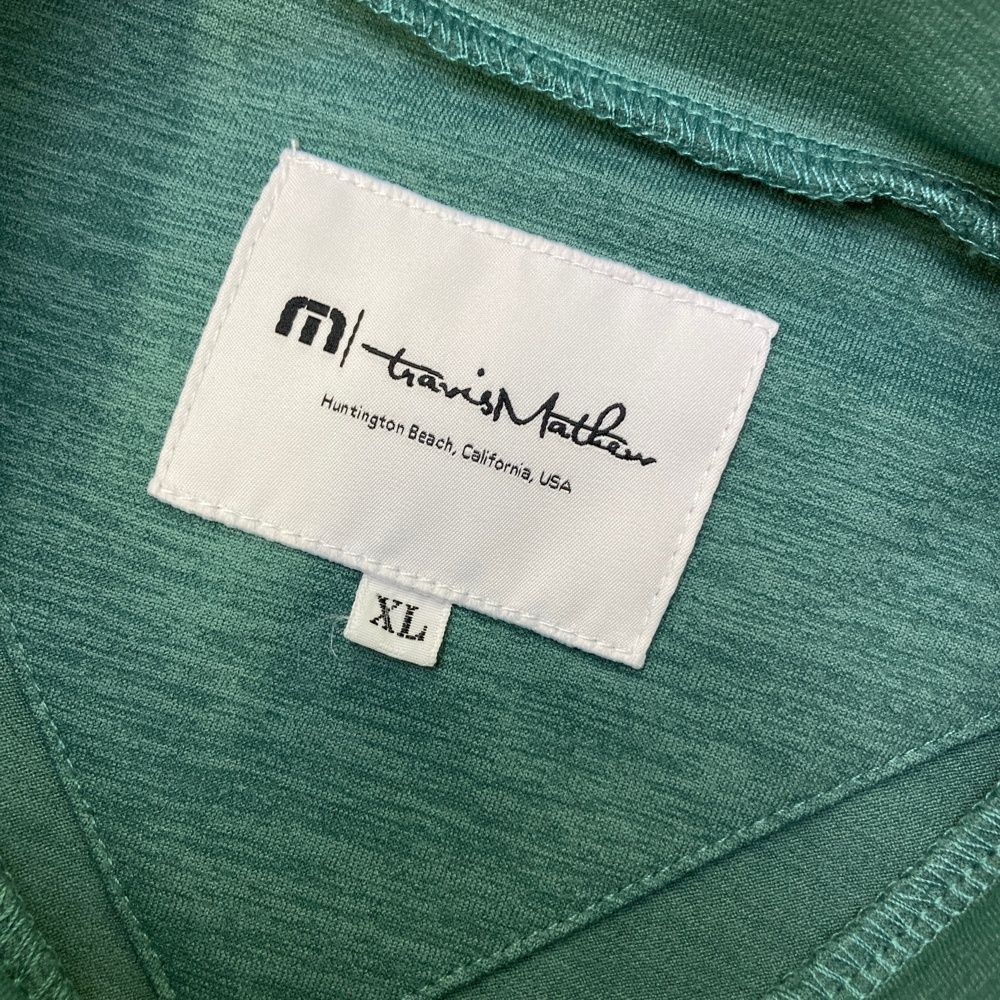 m| travisMathew
Huntington Beach, California, USA
XL